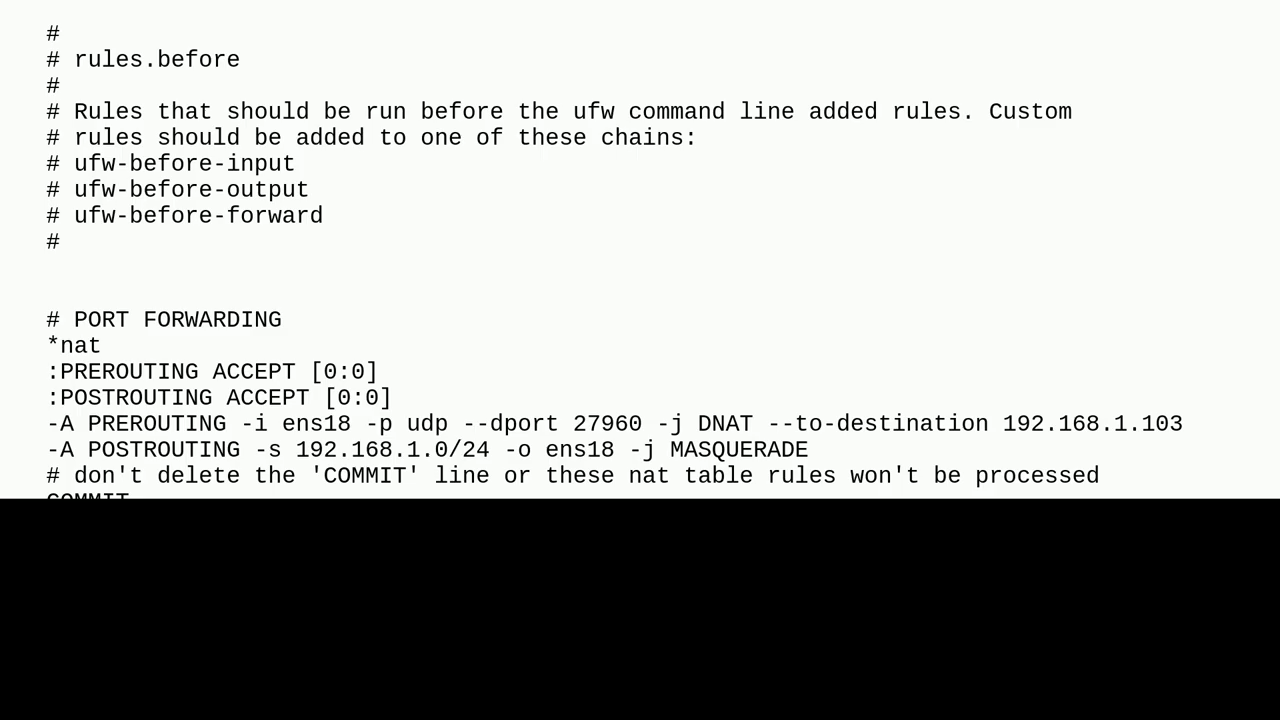 #
# rules.before
#
# Rules that should be run before the ufw command line added rules. Custom
# rules should be added to one of these chains:
# ufw-before-input
# ufw-before-output
# ufw-before-forward
#
# PORT FORWARDING
*nat
:PREROUTING ACCEPT [0:0]
:POSTROUTING ACCEPT [0:0]
-A PREROUTING -i ens18 -p udp --dport 27960 -j DNAT --to-destination 192.168.1.103
-A POSTROUTING -s 192.168.1.0/24 -o ens18 -j MASQUERADE
# don't delete the 'COMMIT' line or these nat table rules won't be processed
COMMIT